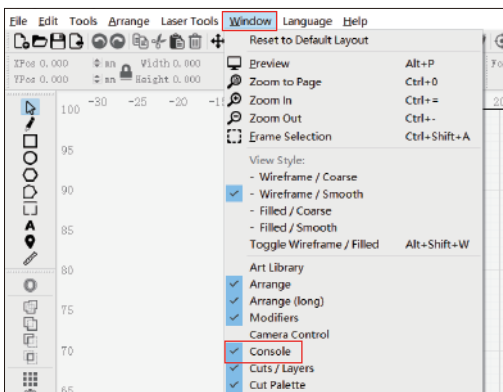 File Edit Tools Arrange Laser Tools Window Language Help
Reset to Default Layout
XPos 0.000 mm Width 0.000
YPos 0.000 mm Height 0.000
Preview Alt+P
Zoom to Page Ctrl+0
Zoom In Ctrl+=
Zoom Out Ctrl+-
Frame Selection Ctrl+Shift+A
View Style:
- Wireframe / Coarse
- Wireframe / Smooth
- Filled / Coarse
- Filled / Smooth
Toggle Wireframe / Filled Alt+Shift+W
Art Library
Arrange
Arrange (long)
Modifiers
Camera Control
Console
Cuts / Layers
Cut Palette
-30 -25 -20
100
95
90
85
80
75
70
65